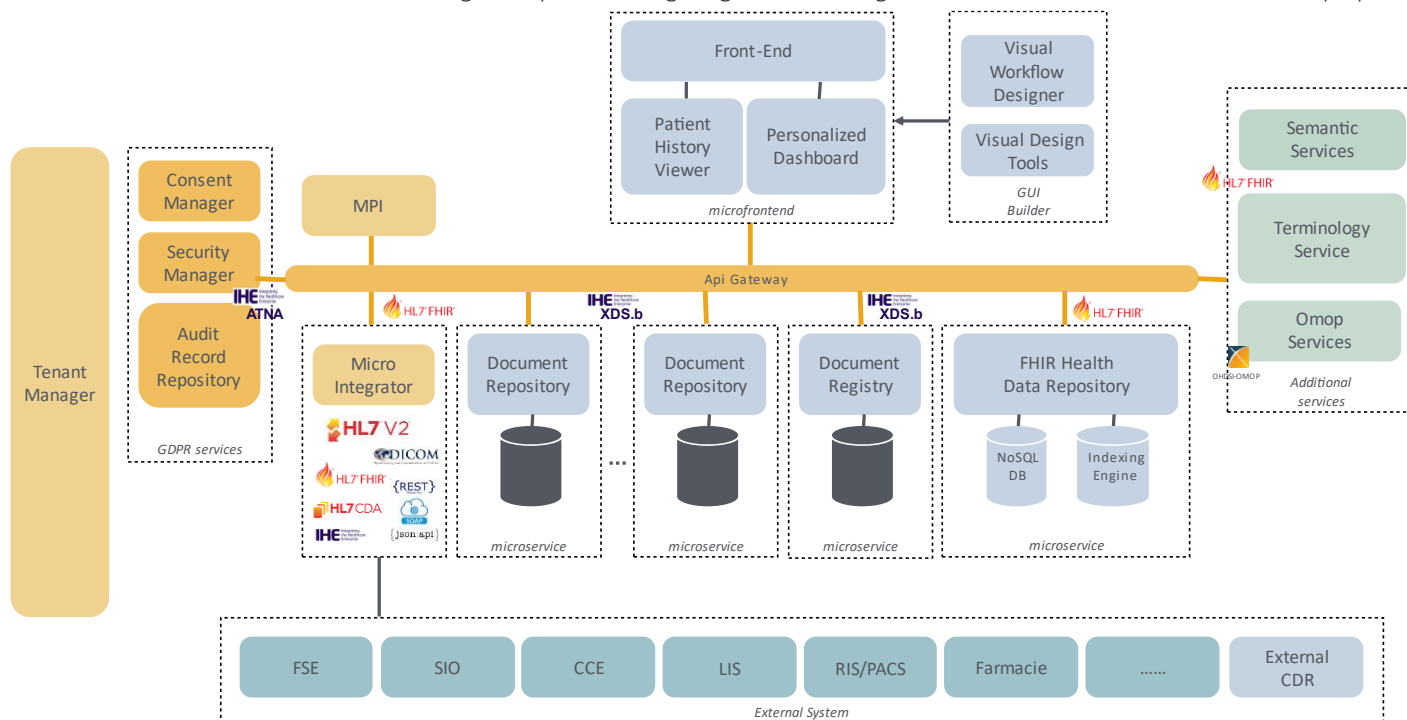 Front-End
Patient
History
Viewer
Personalized
Dashboard
microfrontend
Visual
Workflow
Designer
Visual Design
Tools
GUI
Builder
Semantic
Services
HL7 FHIR
Terminology
Service
Omop
Services
OHDSI-OMOP
Additional
services
Tenant
Manager
Consent
Manager
Security
Manager
IHE
ATNA
Audit
Record
Repository
GDPR services
MPI
Api Gateway
HL7 FHIR
IHE
XDS.b
IHE
XDS.b
HL7 FHIR
Micro
Integrator
HL7 V2
DICOM
HL7 FHIR
{REST}
HL7 CDA
SOAP
IHE
{json:api}
Document
Repository
microservice
...
Document
Repository
microservice
Document
Registry
microservice
FHIR Health
Data Repository
NoSQL
DB
Indexing
Engine
microservice
FSE
SIO
CCE
LIS
RIS/PACS
Farmacie
......
External
CDR
External System